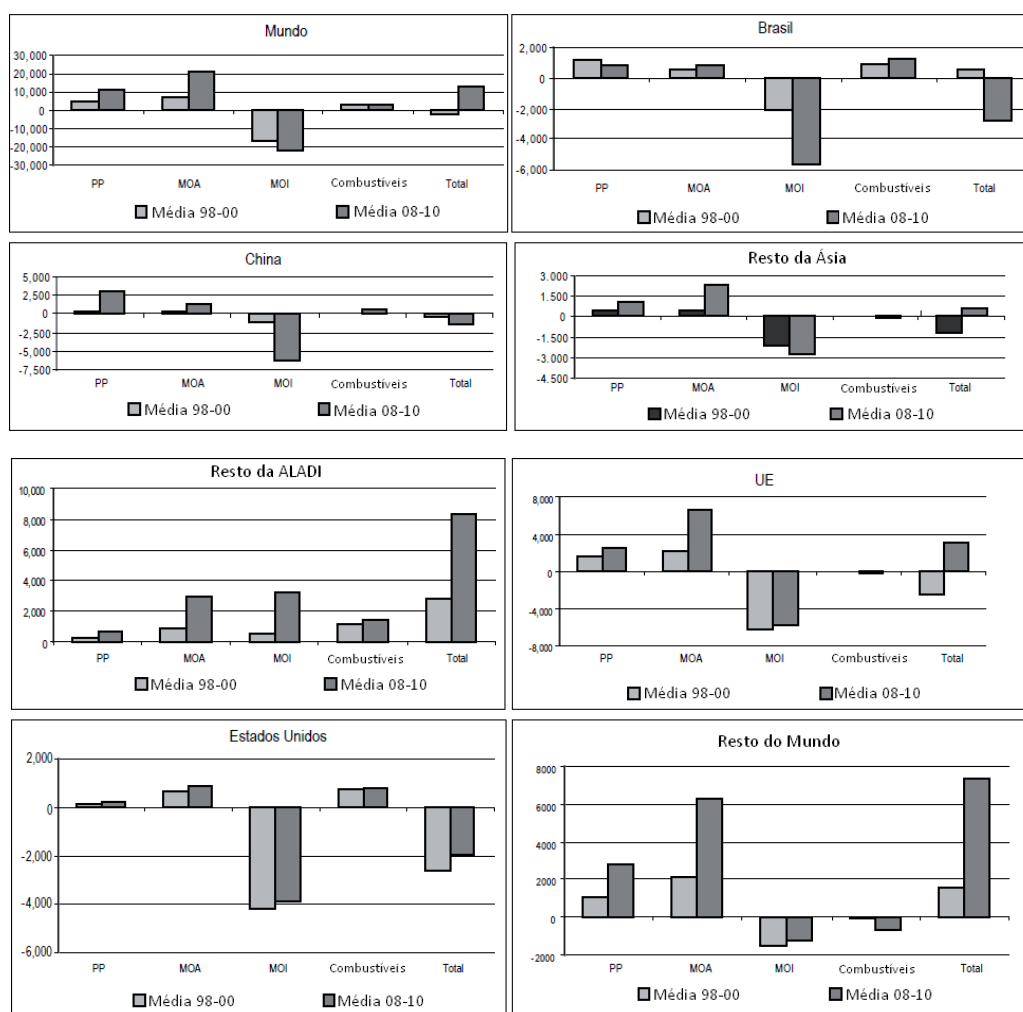 Mundo
30,000
20,000
10,000
0
-10,000
-20,000
-30,000
PP MOA MOI Combustíveis Total
Média 98-00 Média 08-10
Brasil
2,000
0
-2,000
-4,000
-6,000
PP MOA MOI Combustíveis Total
Média 98-00 Média 08-10
China
5,000
2,500
0
-2,500
-5,000
-7,500
PP MOA MOI Combustíveis Total
Média 98-00 Média 08-10
Resto da Ásia
3.000
1.500
0
-1.500
-3.000
-4.500
PP MOA MOI Combustíveis Total
Média 98-00 Média 08-10
Resto da ALADI
10,000
8,000
6,000
4,000
2,000
0
PP MOA MOI Combustíveis Total
Média 98-00 Média 08-10
UE
8,000
4,000
0
-4,000
-8,000
PP MOA MOI Combustíveis Total
Média 98-00 Média 08-10
Estados Unidos
2,000
0
-2,000
-4,000
-6,000
PP MOA MOI Combustíveis Total
Média 98-00 Média 08-10
Resto do Mundo
8000
6000
4000
2000
0
-2000
PP MOA MOI Combustíveis Total
Média 98-00 Média 08-10